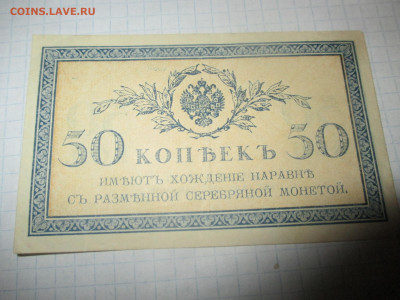 COINS.LAVE.RU
50 КОПѢЕКЪ 50
ИМѢЮТЪ ХОЖДЕНІЕ НАРАВНѢ
СЪ РАЗМѢННОЙ СЕРЕБРЯНОЙ МОНЕТОЙ.